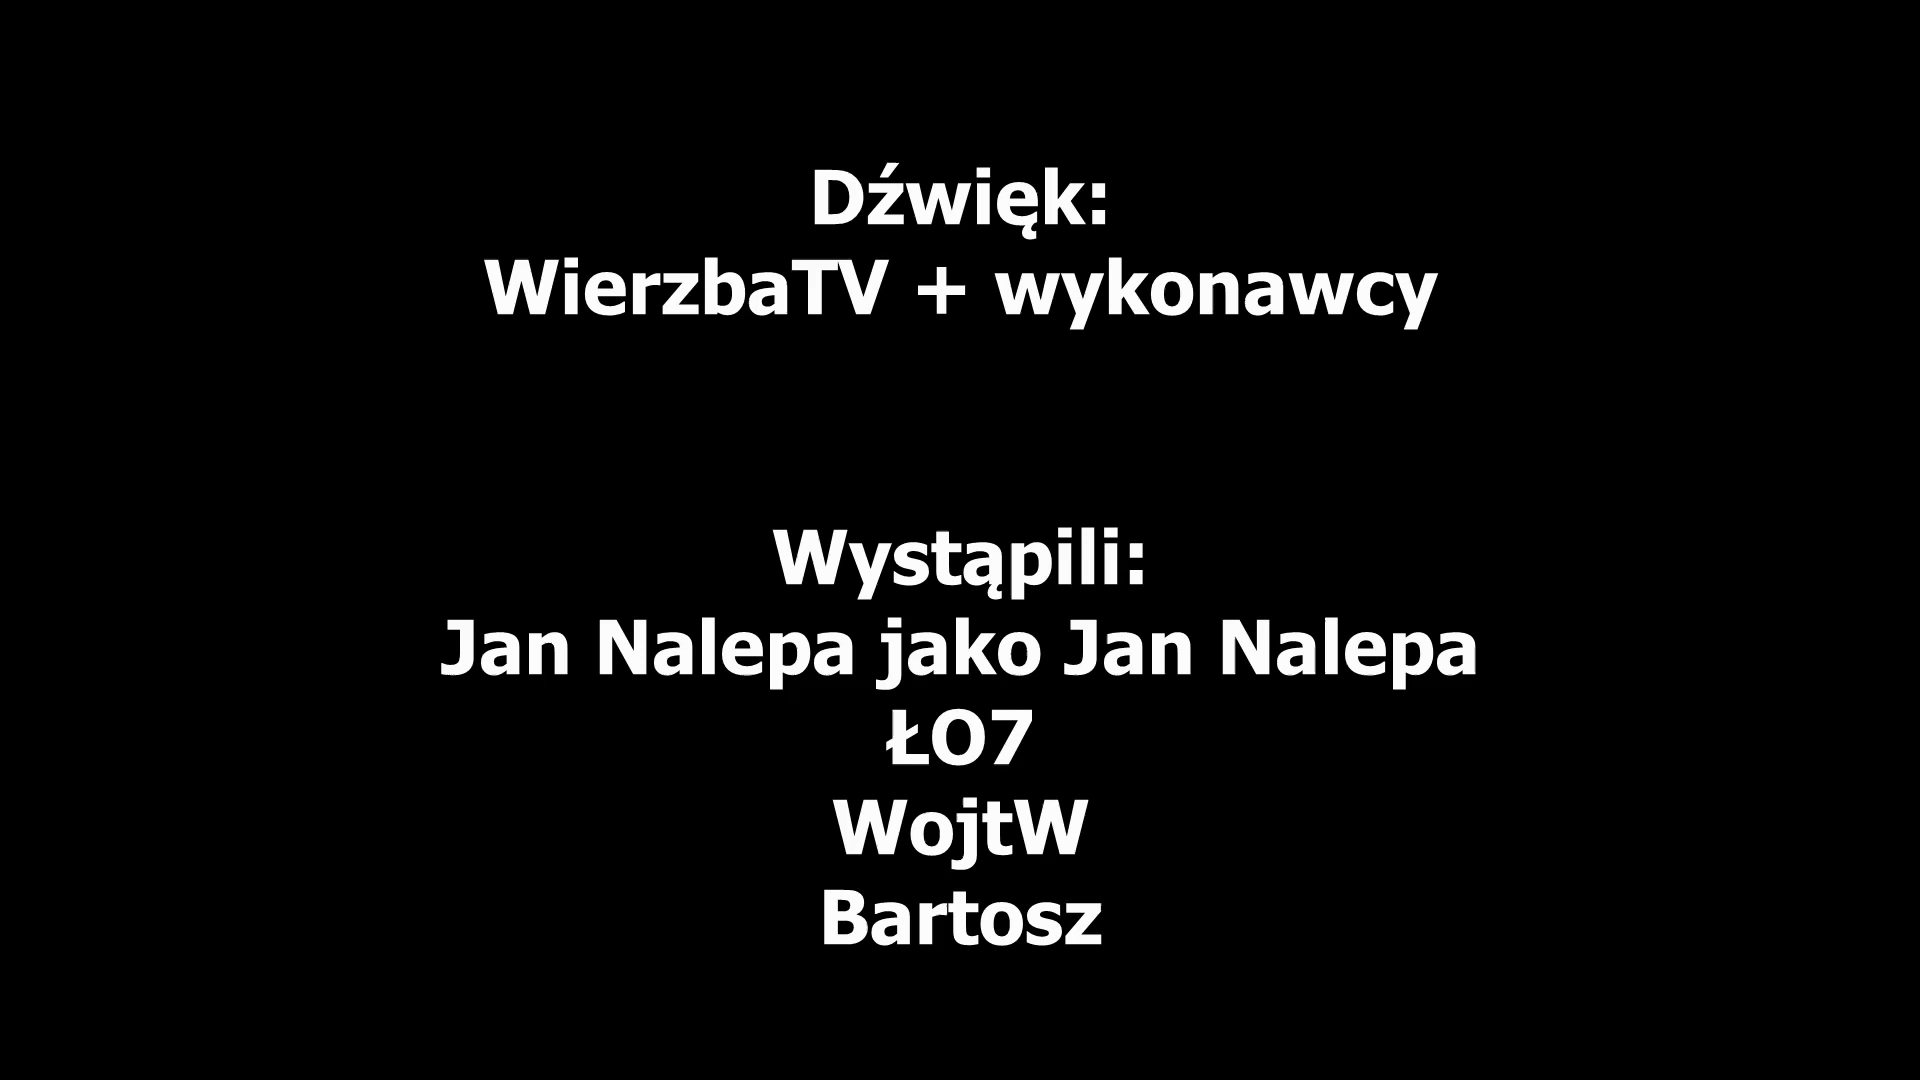 Dźwięk:
WierzbaTV + wykonawcy
Wystąpili:
Jan Nalepa jako Jan Nalepa
ŁO7
WojtW
Bartosz